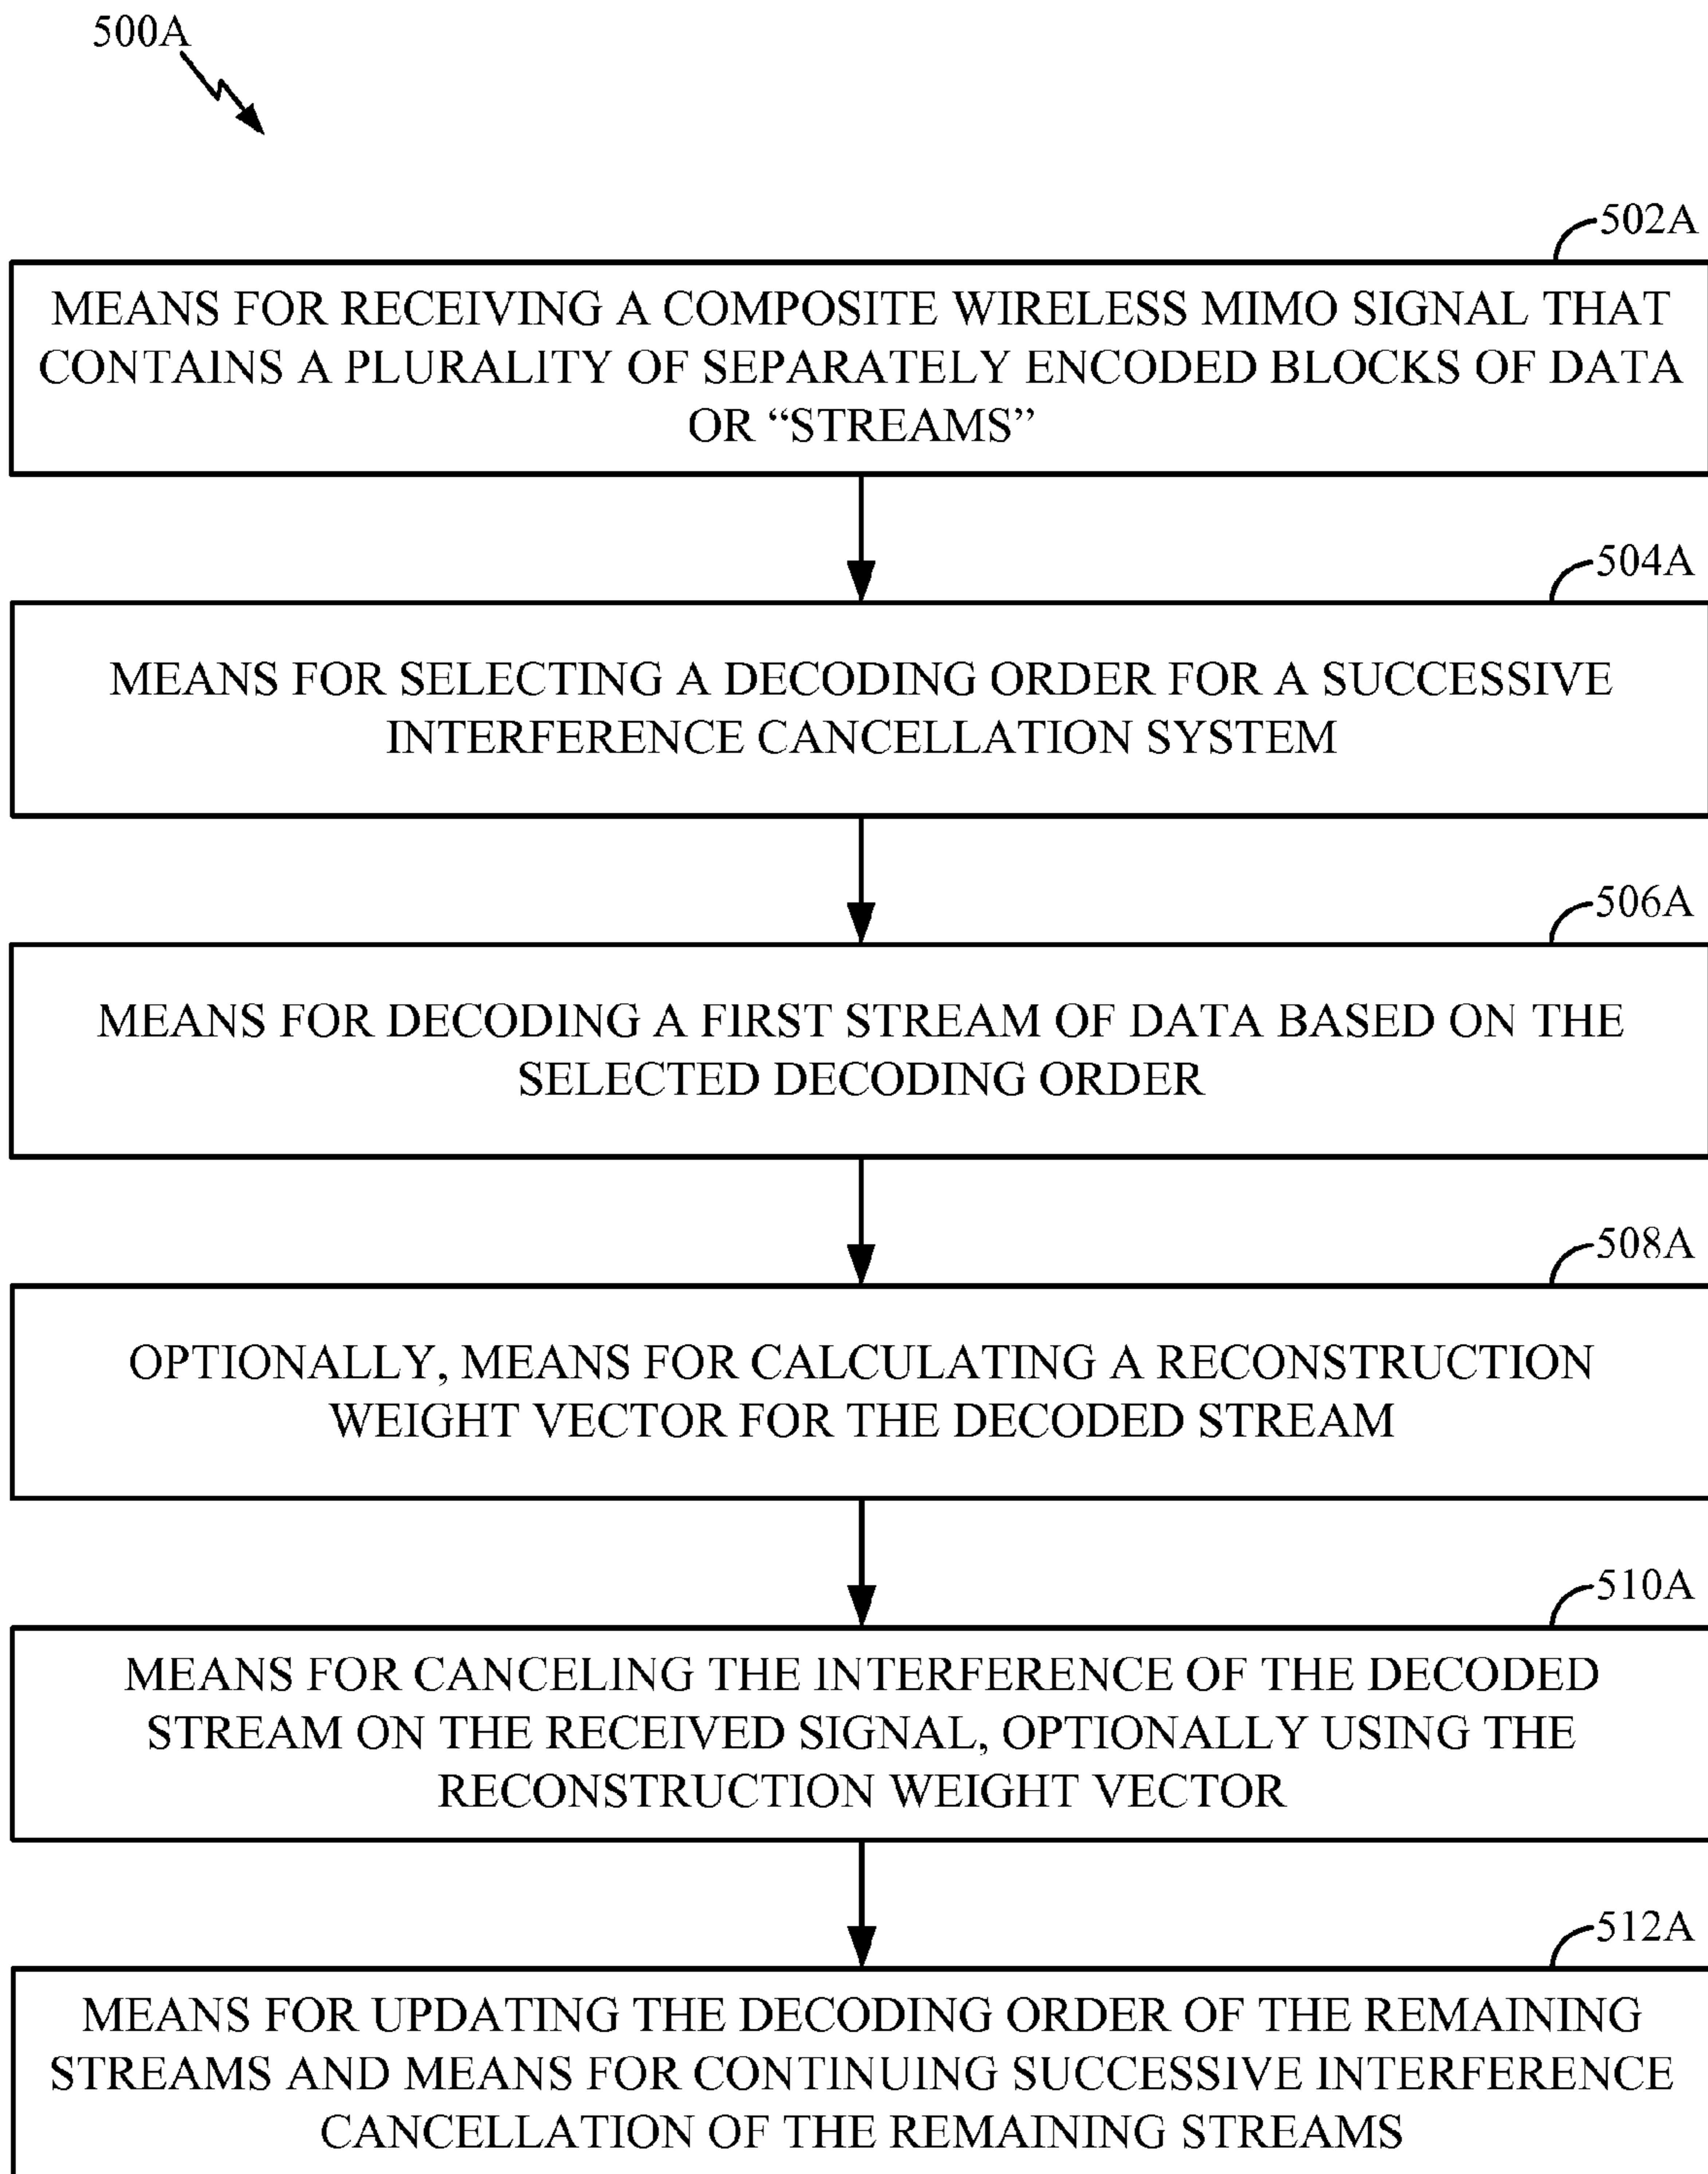 500A
502A
MEANS FOR RECEIVING A COMPOSITE WIRELESS MIMO SIGNAL THAT
CONTAINS A PLURALITY OF SEPARATELY ENCODED BLOCKS OF DATA
OR “STREAMS”
504A
MEANS FOR SELECTING A DECODING ORDER FOR A SUCCESSIVE
INTERFERENCE CANCELLATION SYSTEM
506A
MEANS FOR DECODING A FIRST STREAM OF DATA BASED ON THE
SELECTED DECODING ORDER
508A
OPTIONALLY, MEANS FOR CALCULATING A RECONSTRUCTION
WEIGHT VECTOR FOR THE DECODED STREAM
510A
MEANS FOR CANCELING THE INTERFERENCE OF THE DECODED
STREAM ON THE RECEIVED SIGNAL, OPTIONALLY USING THE
RECONSTRUCTION WEIGHT VECTOR
512A
MEANS FOR UPDATING THE DECODING ORDER OF THE REMAINING
STREAMS AND MEANS FOR CONTINUING SUCCESSIVE INTERFERENCE
CANCELLATION OF THE REMAINING STREAMS